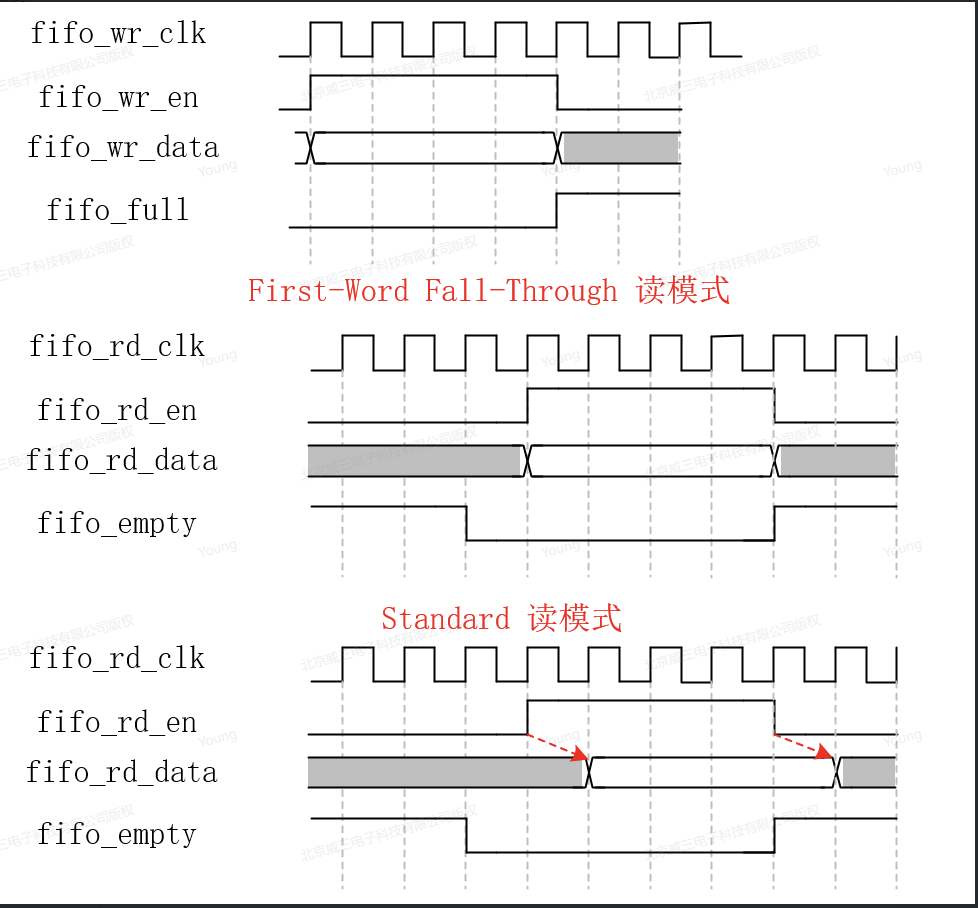 fifo_wr_clk
fifo_wr_en
fifo_wr_data
fifo_full
First-Word Fall-Through 读模式
fifo_rd_clk
fifo_rd_en
fifo_rd_data
fifo_empty
Standard 读模式
fifo_rd_clk
fifo_rd_en
fifo_rd_data
fifo_empty
北京威三电子科技有限公司版权
Young